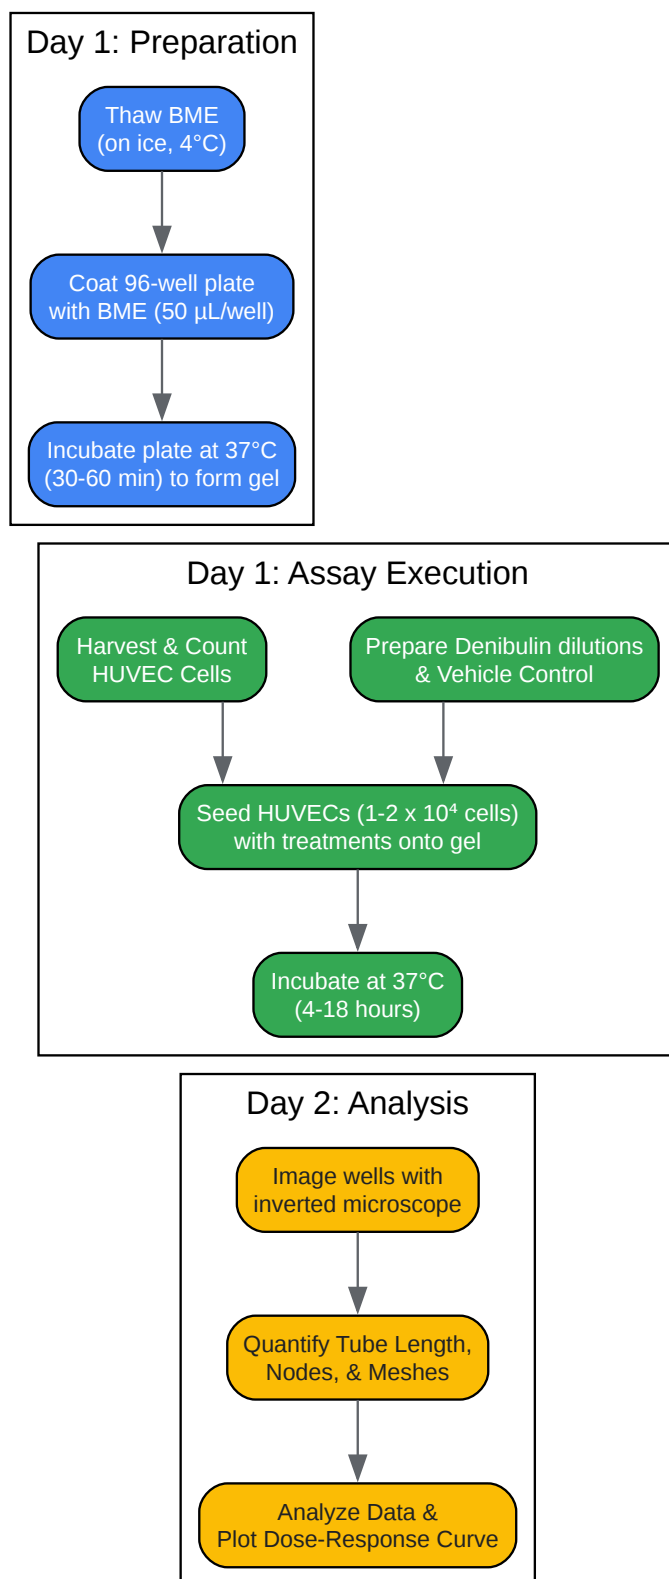 Day 1: Preparation
Thaw BME
(on ice, 4°C)
Coat 96-well plate
with BME (50 µL/well)
Incubate plate at 37°C
(30-60 min) to form gel
Day 1: Assay Execution
Harvest & Count
HUVEC Cells
Prepare Denibulin dilutions
& Vehicle Control
Seed HUVECs (1-2 x 10⁴ cells)
with treatments onto gel
Incubate at 37°C
(4-18 hours)
Day 2: Analysis
Image wells with
inverted microscope
Quantify Tube Length,
Nodes, & Meshes
Analyze Data &
Plot Dose-Response Curve